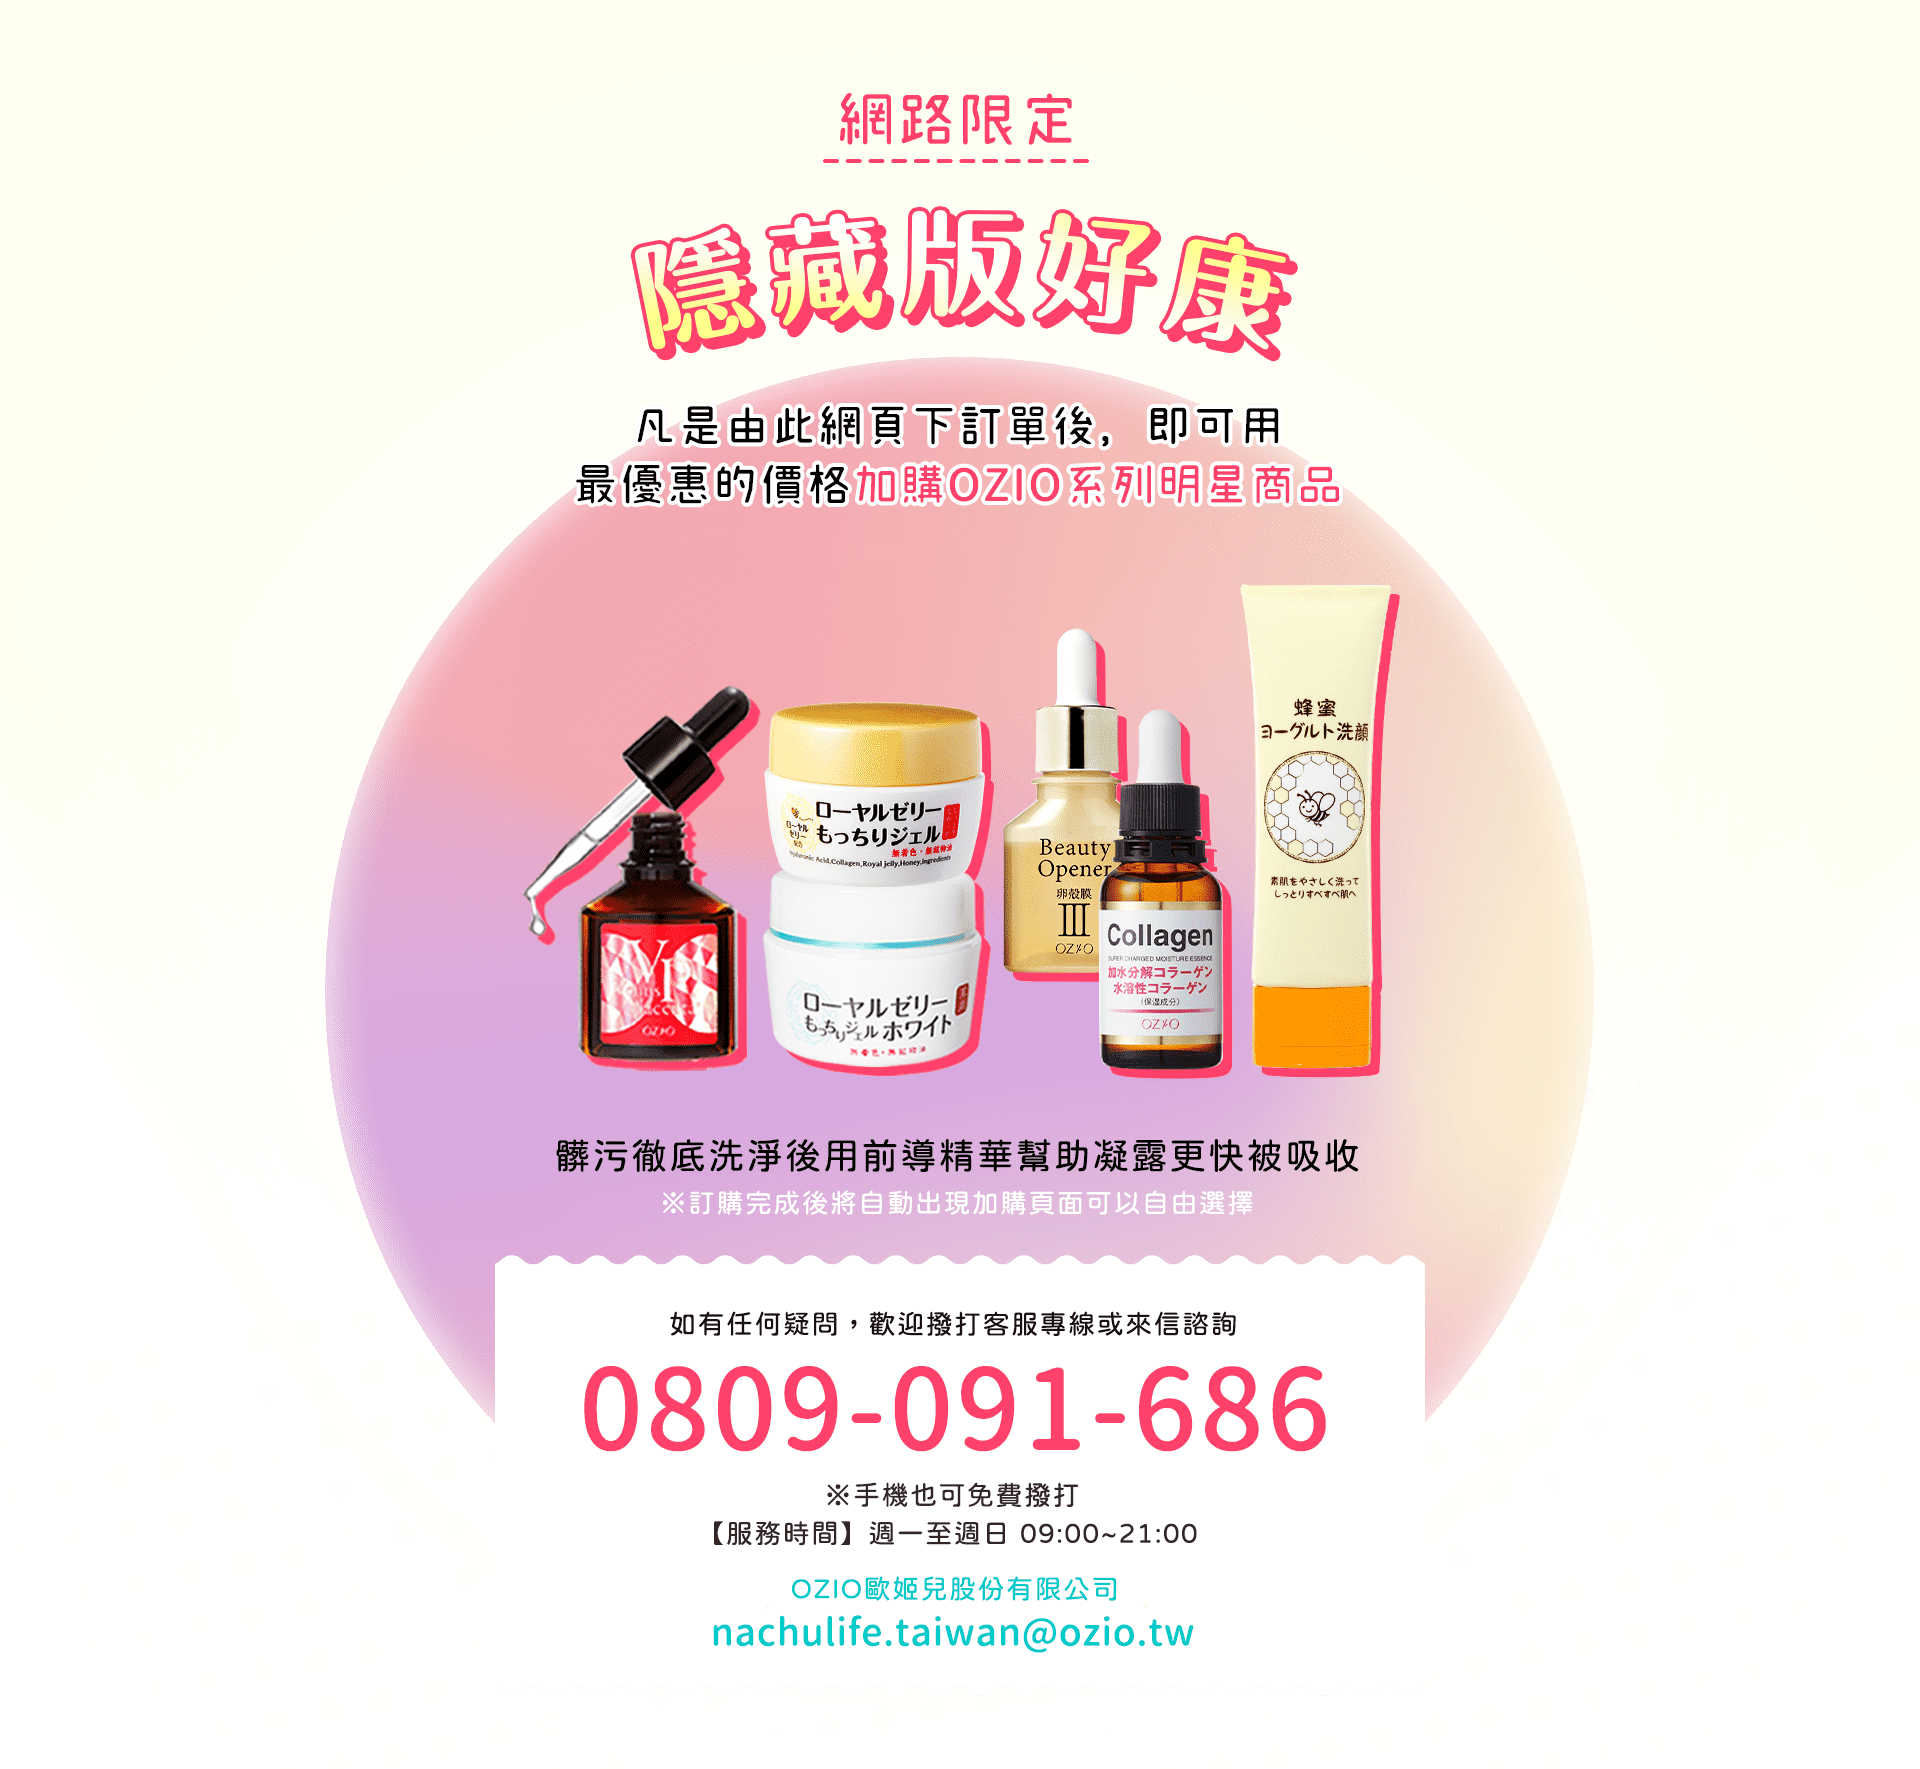 網路限定
隱藏版好康
凡是由此網頁下訂單後，即可用
最優惠的價格加購OZIO系列明星商品
蜂蜜
ヨーグルト洗顔
素肌をやさしく洗って
しっとりすべすべ肌へ
ローヤルゼリー
もっちりジェル
ローヤル
ゼリー
配合
無着色・無鉱物油
Hyaluronic Acid,Collagen,Royal jelly,Honey,Ingredients
Beauty
Opener
卵殻膜
III
OZIO
Collagen
SUPER CHARGED MOISTURE ESSENCE
加水分解コラーゲン
水溶性コラーゲン
(保湿成分)
OZIO
VP
OZIO
ローヤルゼリー
もっちりジェル ホワイト
無着色・無鉱物油
髒污徹底洗淨後用前導精華幫助凝露更快被吸收
※訂購完成後將自動出現加購頁面可以自由選擇
如有任何疑問，歡迎撥打客服專線或來信諮詢
0809-091-686
※手機也可免費撥打
【服務時間】週一至週日 09:00~21:00
OZIO歐姬兒股份有限公司
nachulife.taiwan@ozio.tw